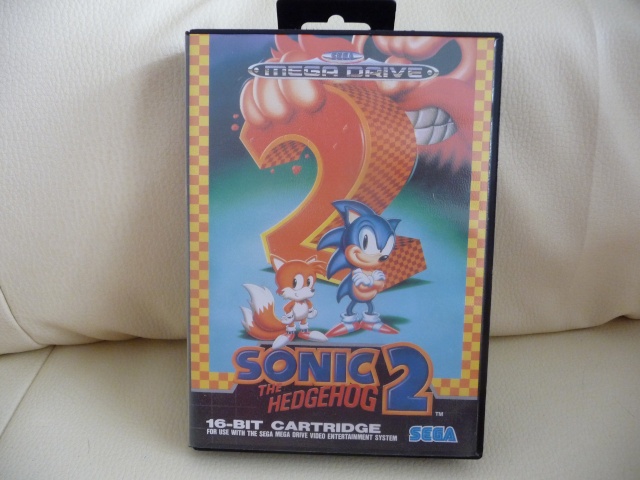 SEGA
MEGA DRIVE
2
SONIC
THE
HEDGEHOG 2
TM
16-BIT CARTRIDGE
FOR USE WITH THE SEGA MEGA DRIVE VIDEO ENTERTAINMENT SYSTEM
SEGA